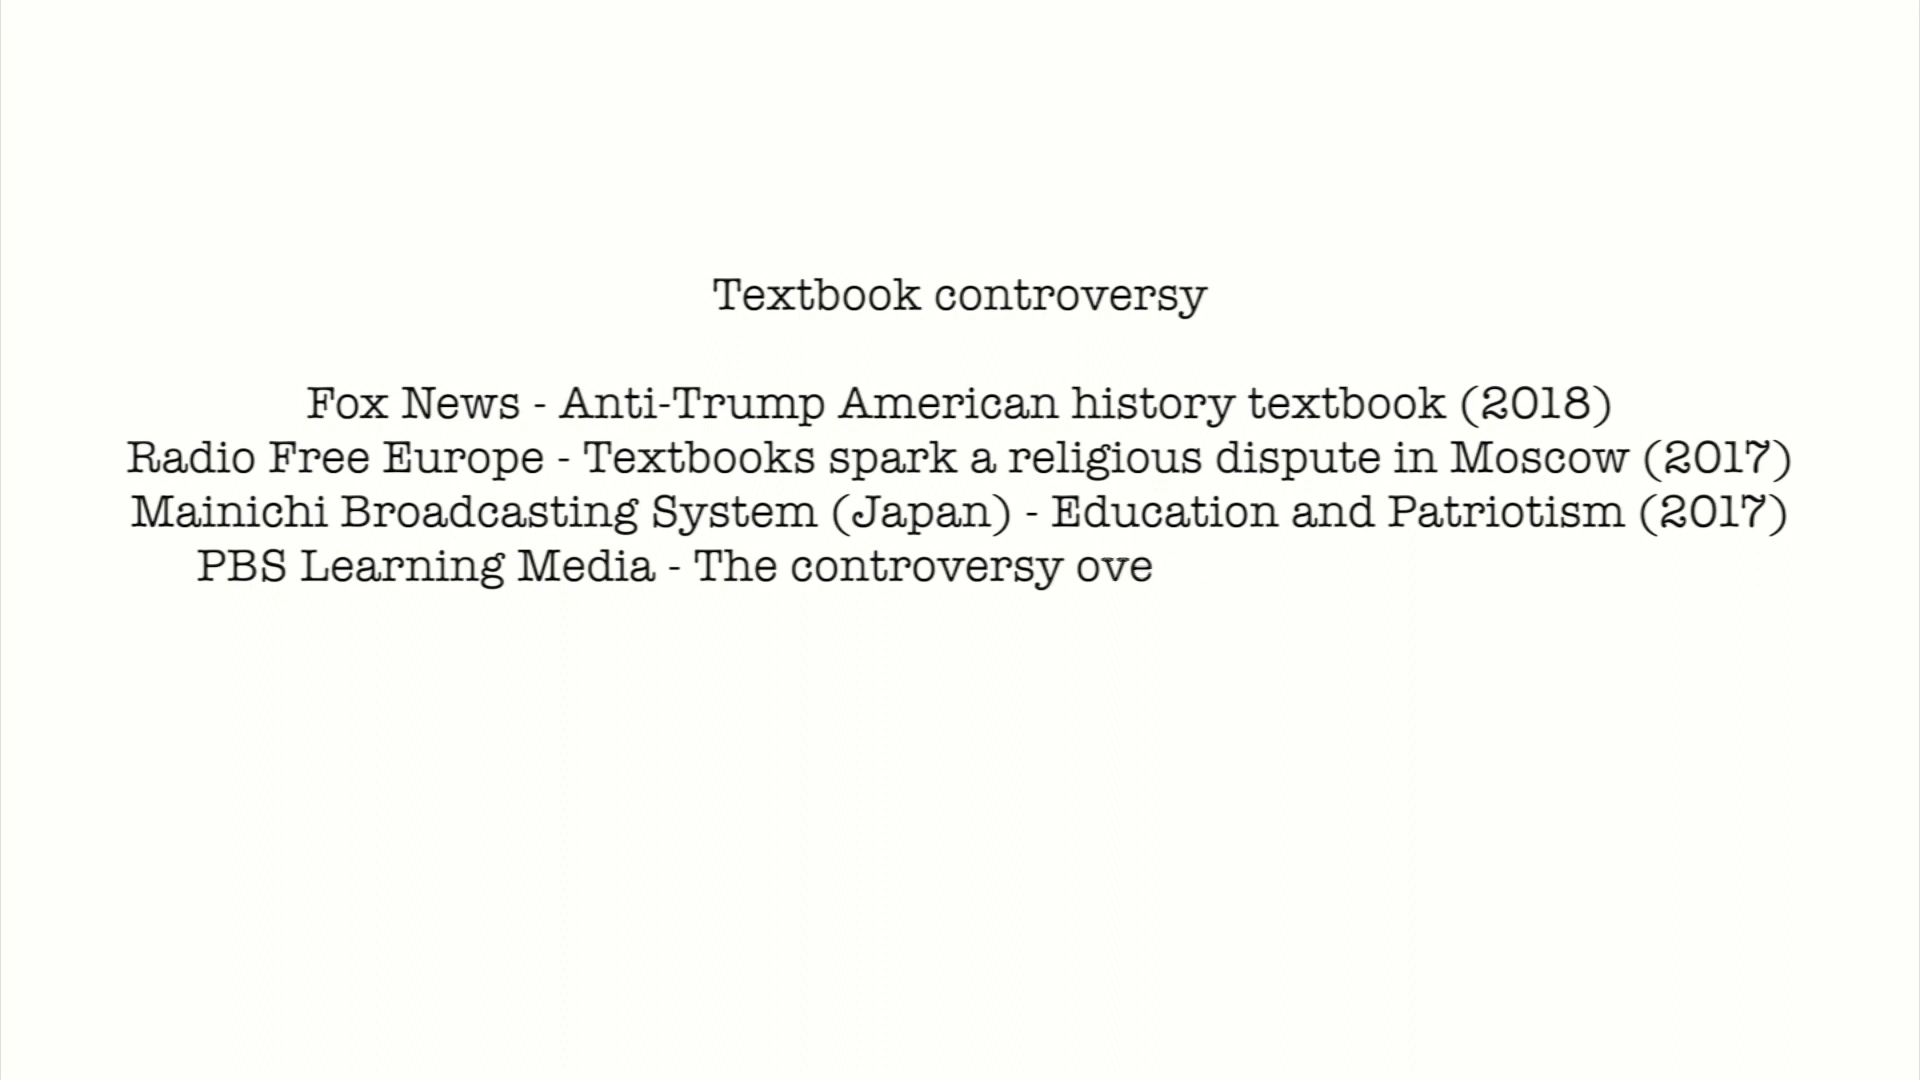 Textbook controversy
Fox News - Anti-Trump American history textbook (2018)
Radio Free Europe - Textbooks spark a religious dispute in Moscow (2017)
Mainichi Broadcasting System (Japan) - Education and Patriotism (2017)
PBS Learning Media - The controversy ove